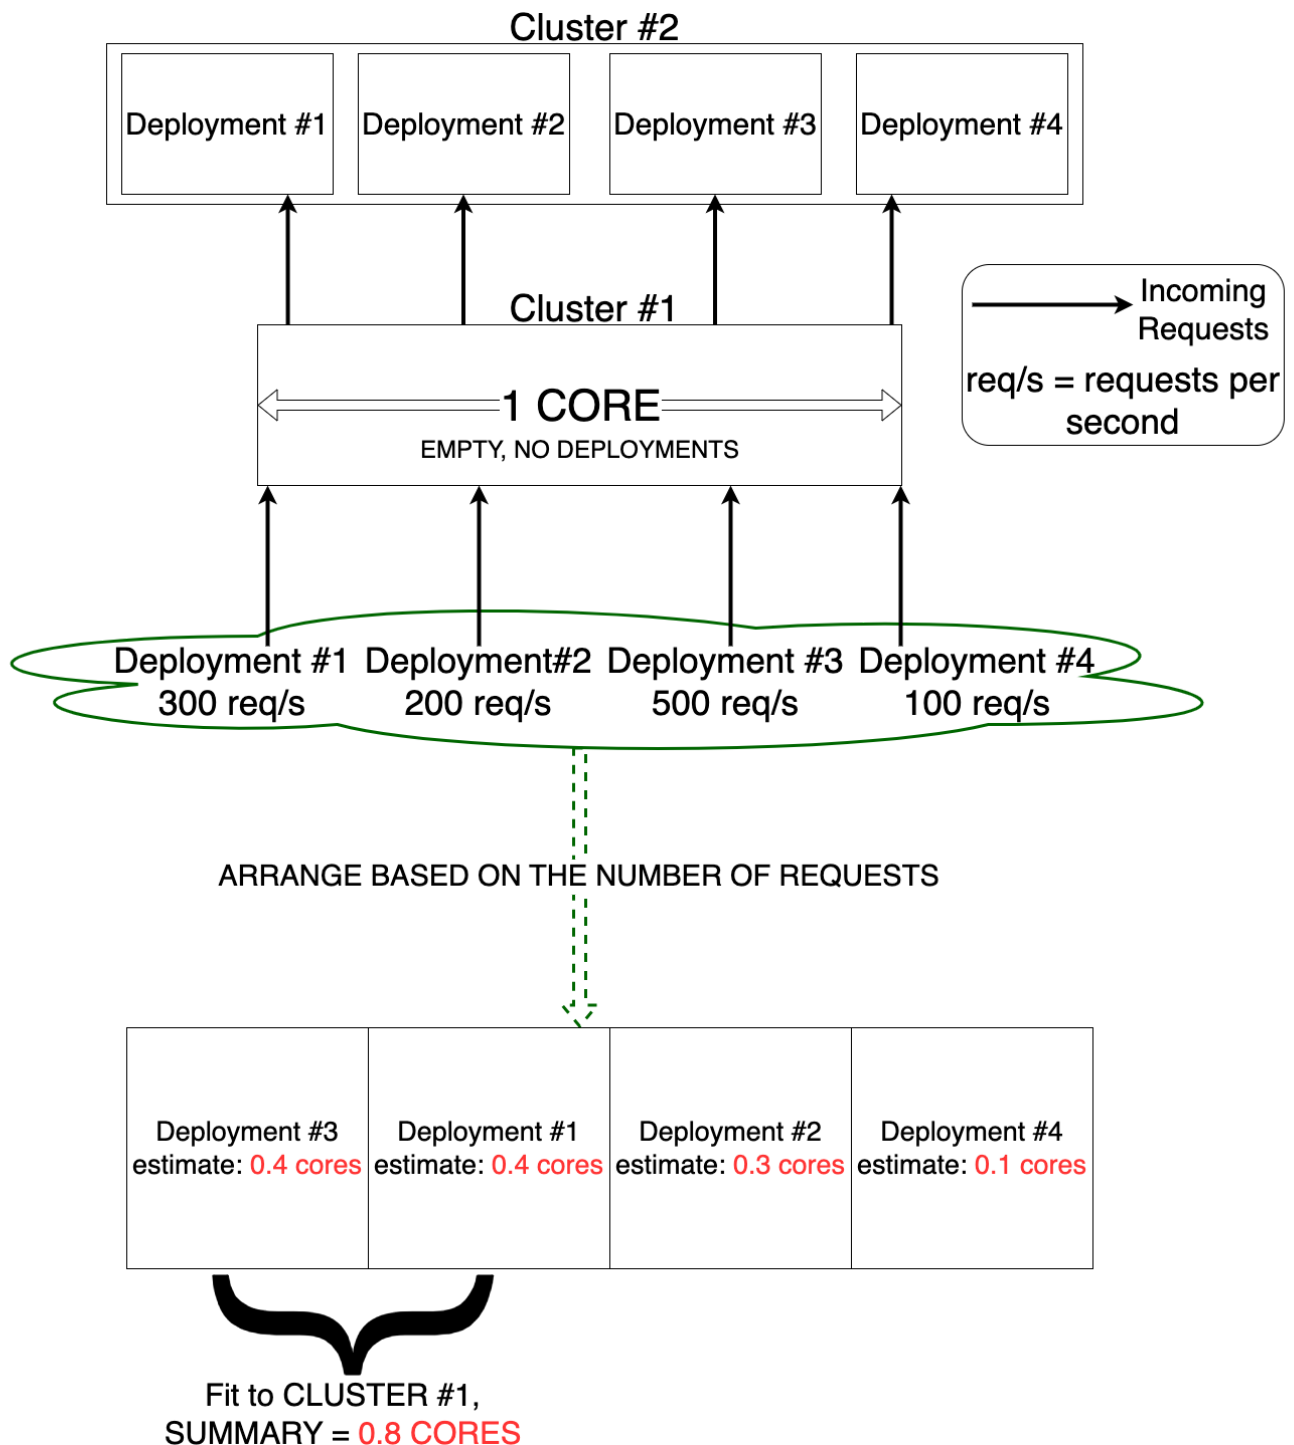 Cluster #2
Deployment #1
Deployment #2
Deployment #3
Deployment #4
Cluster #1
1 CORE
EMPTY, NO DEPLOYMENTS
Incoming
Requests
req/s = requests per
second
Deployment #1
300 req/s
Deployment#2
200 req/s
Deployment #3
500 req/s
Deployment #4
100 req/s
ARRANGE BASED ON THE NUMBER OF REQUESTS
Deployment #3
estimate: 0.4 cores
Deployment #1
estimate: 0.4 cores
Deployment #2
estimate: 0.3 cores
Deployment #4
estimate: 0.1 cores
Fit to CLUSTER #1,
SUMMARY = 0.8 CORES